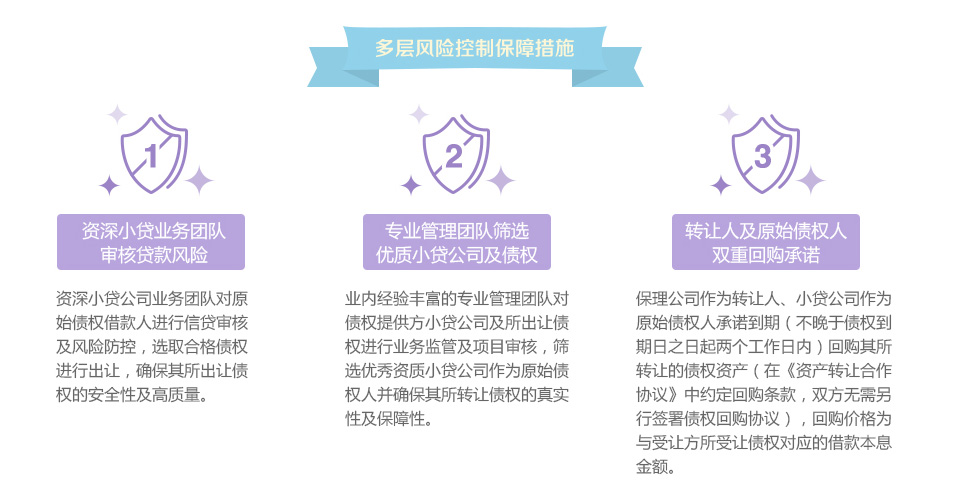 多层风险控制保障措施
1
资深小贷业务团队
审核贷款风险
资深小贷公司业务团队对原
始债权借款人进行信贷审核
及风险防控，选取合格债权
进行出让，确保其所出让债
权的安全性及高质量。
2
专业管理团队筛选
优质小贷公司及债权
业内经验丰富的专业管理团队对
债权提供方小贷公司及所出让债
权进行业务监管及项目审核，筛
选优秀资质小贷公司作为原始债
权人并确保其所转让债权的真实
性及保障性。
3
转让人及原始债权人
双重回购承诺
保理公司作为转让人、小贷公司作为
原始债权人承诺到期（不晚于债权到
期日之日起两个工作日内）回购其所
转让的债权资产（在《资产转让合作
协议》中约定回购条款，双方无需另
行签署债权回购协议），回购价格为
与受让方所受让债权对应的借款本息
金额。